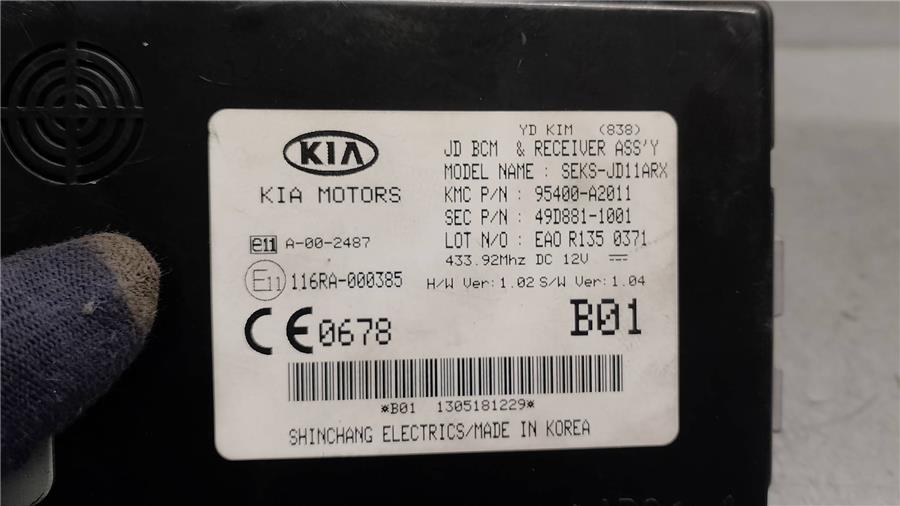 YD KIM (838)
KIA
JD BCM & RECEIVER ASS'Y
MODEL NAME : SEKS-JD11ARX
KIA MOTORS
KMC P/N : 95400-A2011
SEC P/N : 49D881-1001
e11 A-00-2487
LOT N/O : EAO R135 0371
433.92Mhz DC 12V
E11 116RA-000385
H/W Ver:1.02 S/W Ver:1.04
CE0678
B01
*B01 1305181229*
SHINCHANG ELECTRICS/MADE IN KOREA